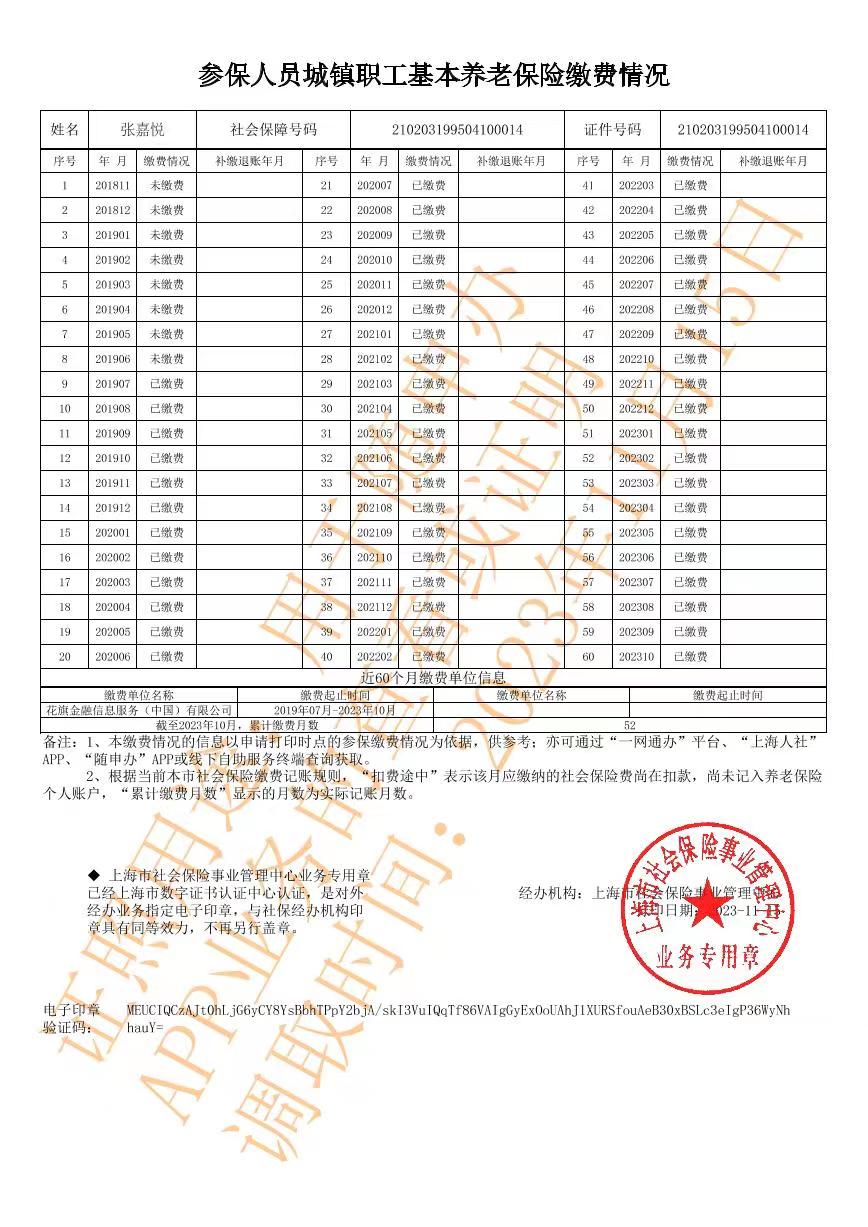 参保人员城镇职工基本养老保险缴费情况
姓名 张嘉悦 社会保障号码 210203199504100014 证件号码 210203199504100014
序号 年 月 缴费情况 补缴退账年月 序号 年 月 缴费情况 补缴退账年月 序号 年 月 缴费情况 补缴退账年月
1 201811 未缴费 21 202007 已缴费 41 202203 已缴费
2 201812 未缴费 22 202008 已缴费 42 202204 已缴费
3 201901 未缴费 23 202009 已缴费 43 202205 已缴费
4 201902 未缴费 24 202010 已缴费 44 202206 已缴费
5 201903 未缴费 25 202011 已缴费 45 202207 已缴费
6 201904 未缴费 26 202012 已缴费 46 202208 已缴费
7 201905 未缴费 27 202101 已缴费 47 202209 已缴费
8 201906 未缴费 28 202102 已缴费 48 202210 已缴费
9 201907 已缴费 29 202103 已缴费 49 202211 已缴费
10 201908 已缴费 30 202104 已缴费 50 202212 已缴费
11 201909 已缴费 31 202105 已缴费 51 202301 已缴费
12 201910 已缴费 32 202106 已缴费 52 202302 已缴费
13 201911 已缴费 33 202107 已缴费 53 202303 已缴费
14 201912 已缴费 34 202108 已缴费 54 202304 已缴费
15 202001 已缴费 35 202109 已缴费 55 202305 已缴费
16 202002 已缴费 36 202110 已缴费 56 202306 已缴费
17 202003 已缴费 37 202111 已缴费 57 202307 已缴费
18 202004 已缴费 38 202112 已缴费 58 202308 已缴费
19 202005 已缴费 39 202201 已缴费 59 202309 已缴费
20 202006 已缴费 40 202202 已缴费 60 202310 已缴费
近60个月缴费单位信息
缴费单位名称 缴费起止时间 缴费单位名称 缴费起止时间
花旗金融信息服务（中国）有限公司 2019年07月-2023年10月
截至2023年10月，累计缴费月数 52
备注：1、本缴费情况的信息以申请打印时点的参保缴费情况为依据，供参考；亦可通过“一网通办”平台、“上海人社”
APP、“随申办”APP或线下自助服务终端查询获取。
2、根据当前本市社会保险缴费记账规则，“扣费途中”表示该月应缴纳的社会保险费尚在扣款，尚未记入养老保险
个人账户，“累计缴费月数”显示的月数为实际记账月数。
◆ 上海市社会保险事业管理中心业务专用章
已经上海市数字证书认证中心认证，是对外
经办业务指定电子印章，与社保经办机构印
章具有同等效力，不再另行盖章。
经办机构：上海市社会保险事业管理中心
打印日期：2023-11-15
上海市社会保险事业管理中心
业务专用章
电子印章 MEUCIQCzAJtOhLjG6yCY8YsBbhTPpY2bjA/skI3VuIQqTf86VAIgGyExOoUAhJ1XURSfouAeB30xBSLc3eIgP36WyNh
验证码： hauY=
证照用途：用于随申办
APP业务的查看或证明
调取时间：2023年11月15日